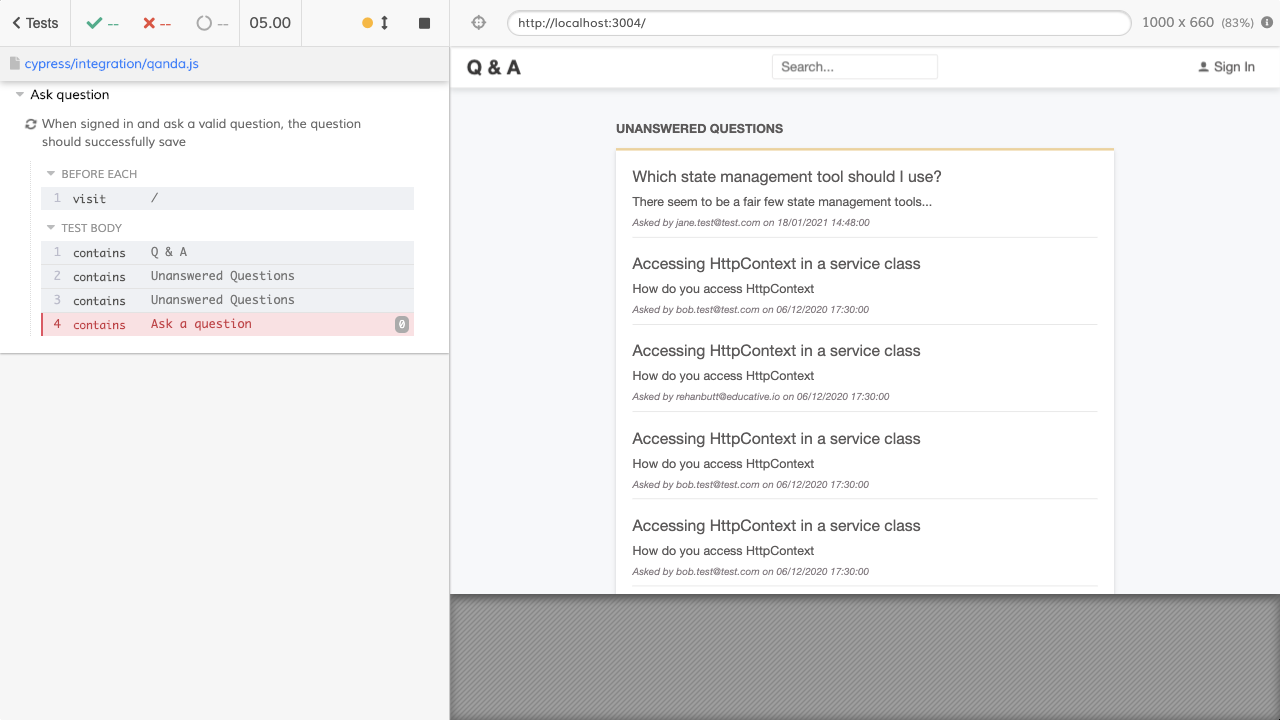 Tests
--
--
--
05.00
http://localhost:3004/
1000 x 660 (83%)
cypress/integration/qanda.js
Ask question
When signed in and ask a valid question, the question
should successfully save
BEFORE EACH
1 visit /
TEST BODY
1 contains Q & A
2 contains Unanswered Questions
3 contains Unanswered Questions
4 contains Ask a question 0
Q & A
Search...
Sign In
UNANSWERED QUESTIONS
Which state management tool should I use?
There seem to be a fair few state management tools...
Asked by jane.test@test.com on 18/01/2021 14:48:00
Accessing HttpContext in a service class
How do you access HttpContext
Asked by bob.test@test.com on 06/12/2020 17:30:00
Accessing HttpContext in a service class
How do you access HttpContext
Asked by rehanbutt@educative.io on 06/12/2020 17:30:00
Accessing HttpContext in a service class
How do you access HttpContext
Asked by bob.test@test.com on 06/12/2020 17:30:00
Accessing HttpContext in a service class
How do you access HttpContext
Asked by bob.test@test.com on 06/12/2020 17:30:00